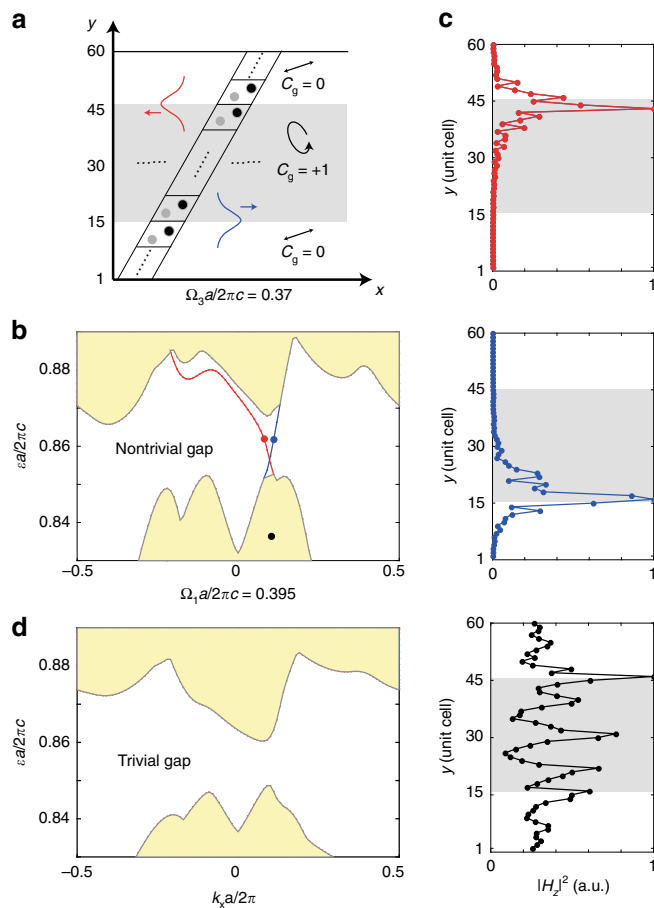 a
y
60
45
30
15
1
C_g = 0
C_g = +1
C_g = 0
x
Ω₃a/2πc = 0.37
b
εa/2πc
0.88
0.86
0.84
Nontrivial gap
−0.5
0
0.5
Ω₁a/2πc = 0.395
d
εa/2πc
0.88
0.86
0.84
Trivial gap
−0.5
0
0.5
kₓa/2π
c
y (unit cell)
60
45
30
15
1
0
1
y (unit cell)
60
45
30
15
1
0
1
y (unit cell)
60
45
30
15
1
0
1
|H_z|² (a.u.)